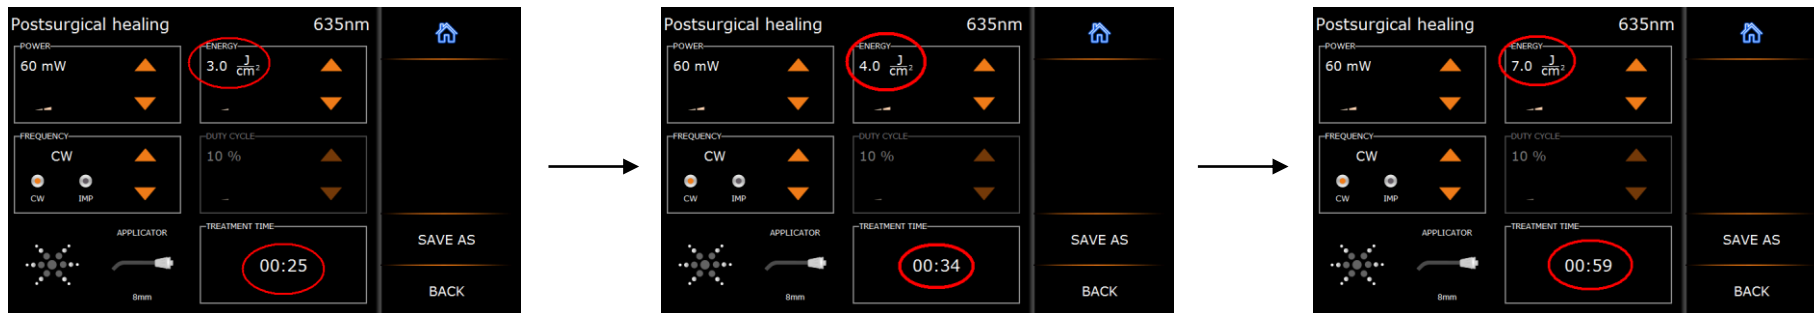 Postsurgical healing 635nm
POWER
60 mW
ENERGY
3.0 J/cm²
FREQUENCY
CW
CW IMP
DUTY CYCLE
10 %
APPLICATOR
8mm
TREATMENT TIME
00:25
SAVE AS
BACK
Postsurgical healing 635nm
POWER
60 mW
ENERGY
4.0 J/cm²
FREQUENCY
CW
CW IMP
DUTY CYCLE
10 %
APPLICATOR
8mm
TREATMENT TIME
00:34
SAVE AS
BACK
Postsurgical healing 635nm
POWER
60 mW
ENERGY
7.0 J/cm²
FREQUENCY
CW
CW IMP
DUTY CYCLE
10 %
APPLICATOR
8mm
TREATMENT TIME
00:59
SAVE AS
BACK